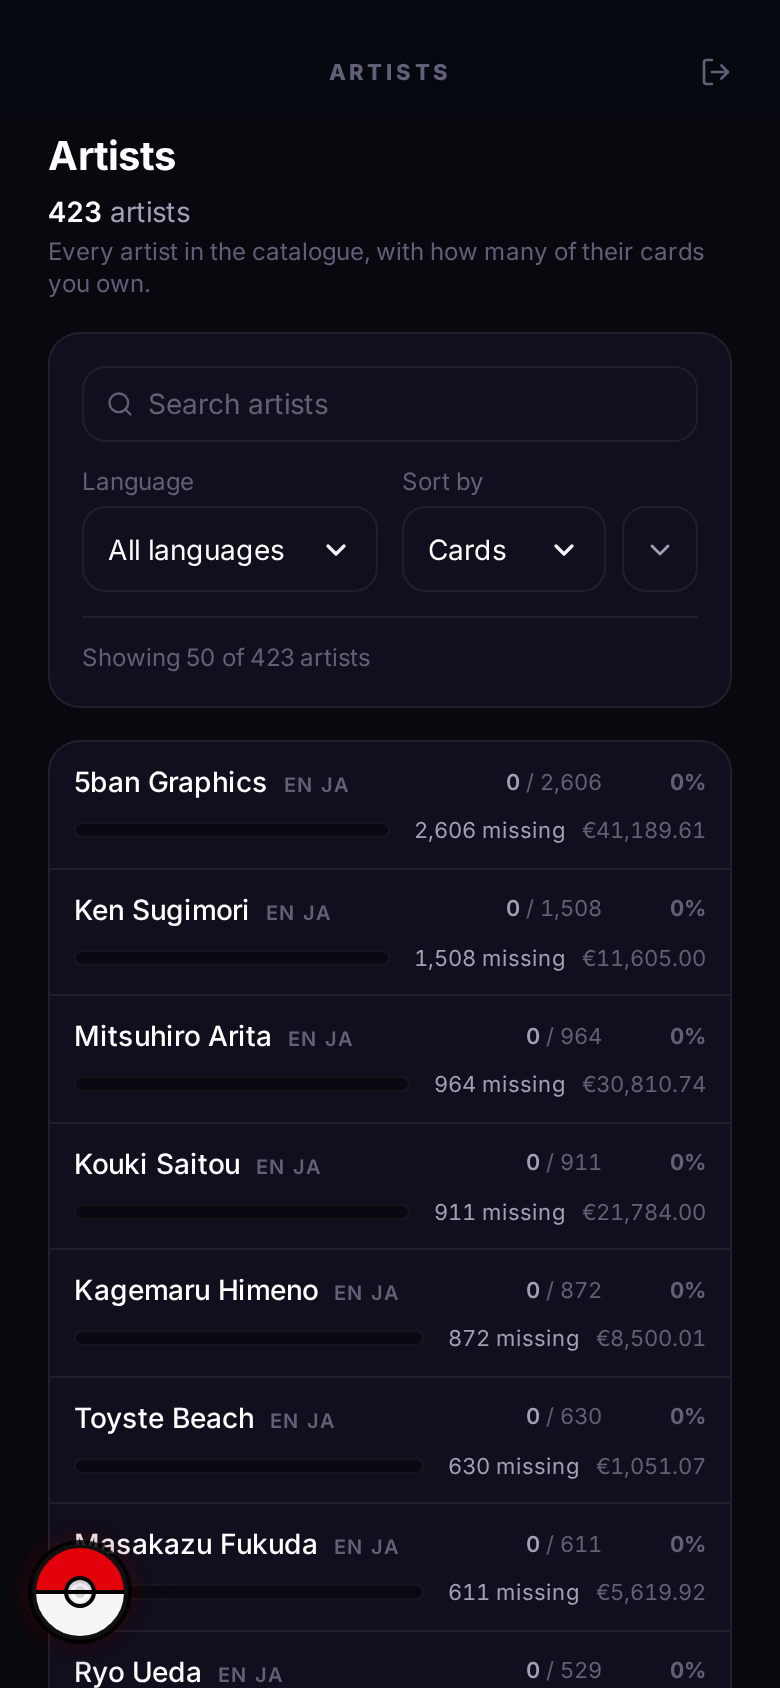 ARTISTS
Artists
423 artists
Every artist in the catalogue, with how many of their cards
you own.
Search artists
Language Sort by
All languages Cards
Showing 50 of 423 artists
5ban Graphics EN JA 0 / 2,606 0%
2,606 missing €41,189.61
Ken Sugimori EN JA 0 / 1,508 0%
1,508 missing €11,605.00
Mitsuhiro Arita EN JA 0 / 964 0%
964 missing €30,810.74
Kouki Saitou EN JA 0 / 911 0%
911 missing €21,784.00
Kagemaru Himeno EN JA 0 / 872 0%
872 missing €8,500.01
Toyste Beach EN JA 0 / 630 0%
630 missing €1,051.07
Masakazu Fukuda EN JA 0 / 611 0%
611 missing €5,619.92
Ryo Ueda EN JA 0 / 529 0%